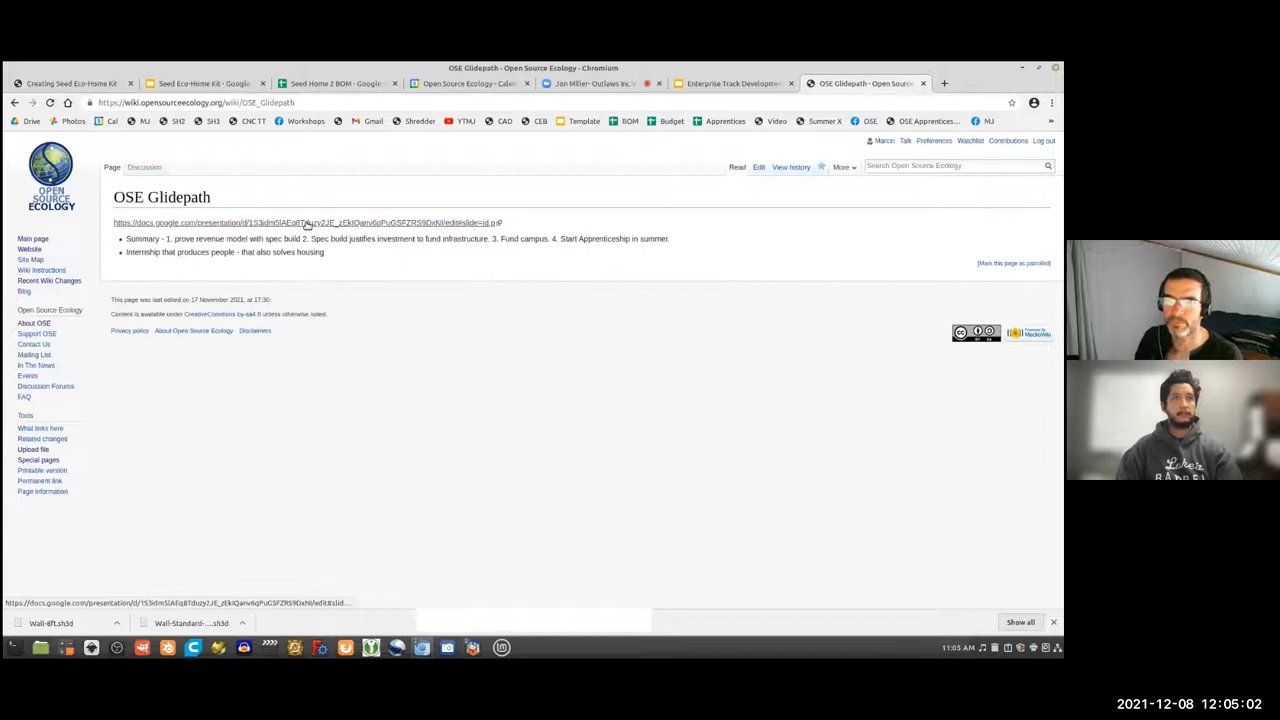 OSE Glidepath - Open Source Ecology - Chromium
Creating Seed Eco-Home Kit
Seed Eco-Home Kit - Google
Seed Home 2 BOM - Google
Open Source Ecology - Calen
Jon Miller- Outlaws Inc.'s
Enterprise Track Developme
OSE Glidepath - Open Source
https://wiki.opensourceecology.org/wiki/OSE_Glidepath
Drive Photos Cal MJ SH2 SH3 CNC TT Workshops Gmail Shredder YTMJ CAD CEB Template BOM Budget Apprentices Video Summer X OSE OSE Apprentices... MJ »
Marcin Talk Preferences Watchlist Contributions Log out
Page Discussion Read Edit View history More Search Open Source Ecology
OPEN SOURCE ECOLOGY
OSE Glidepath
Summary - 1. prove revenue model with spec build 2. Spec build justifies investment to fund infrastructure. 3. Fund campus. 4. Start Apprenticeship in summer.
Internship that produces people - that also solves housing
[Mark this page as patrolled]
This page was last edited on 17 November 2021, at 17:30.
Content is available under CreativeCommons by-sa4.0 unless otherwise noted.
Privacy policy About Open Source Ecology Disclaimers
Main page
Website
Site Map
Wiki Instructions
Recent Wiki Changes
Blog
Open Source Ecology
About OSE
Support OSE
Contact Us
Mailing List
In The News
Events
Discussion Forums
FAQ
Tools
What links here
Related changes
Upload file
Special pages
Printable version
Permanent link
Page information
Wall-8ft.sh3d
Wall-Standard-....sh3d
Show all
11:05 AM
Luke's
2021-12-08 12:05:02